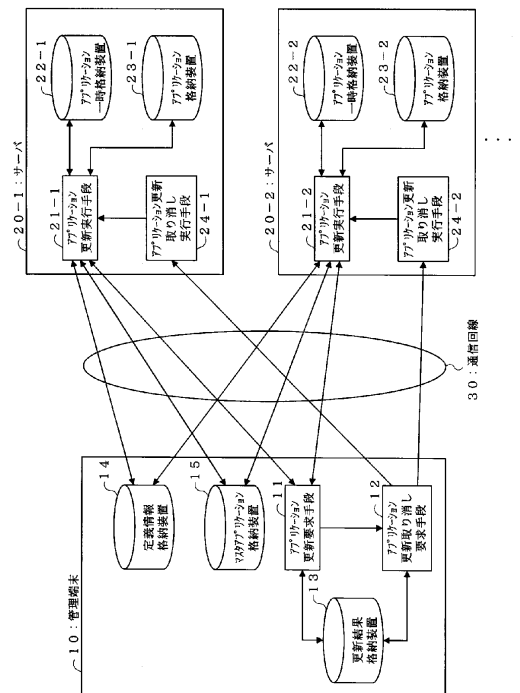 10:管理端末
14
定義情報
格納装置
15
マスタアプリケーション
格納装置
11
アプリケーション
更新要求手段
12
アプリケーション
更新取り消し
要求手段
13
更新結果
格納装置
30:通信回線
20-1:サーバ
21-1
アプリケーション
更新実行手段
22-1
アプリケーション
一時格納装置
23-1
アプリケーション
格納装置
アプリケーション更新
取り消し
実行手段
24-1
20-2:サーバ
21-2
アプリケーション
更新実行手段
22-2
アプリケーション
一時格納装置
23-2
アプリケーション
格納装置
アプリケーション更新
取り消し
実行手段
24-2
・・・